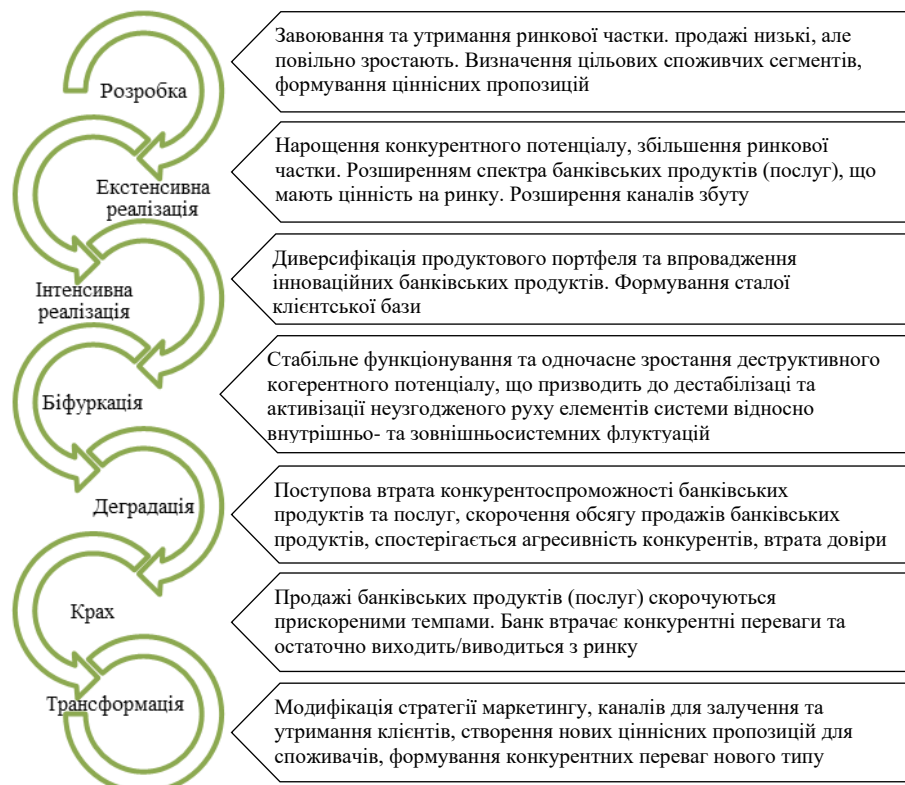 Розробка
Завоювання та утримання ринкової частки. продажі низькі, але
повільно зростають. Визначення цільових споживчих сегментів,
формування ціннісних пропозицій
Екстенсивна
реалізація
Нарощення конкурентного потенціалу, збільшення ринкової
частки. Розширенням спектра банківських продуктів (послуг), що
мають цінність на ринку. Розширення каналів збуту
Інтенсивна
реалізація
Диверсифікація продуктового портфеля та впровадження
інноваційних банківських продуктів. Формування сталої
клієнтської бази
Біфуркація
Стабільне функціонування та одночасне зростання деструктивного
когерентного потенціалу, що призводить до дестабілізаці та
активізації неузгодженого руху елементів системи відносно
внутрішньо- та зовнішньосистемних флуктуацій
Деградація
Поступова втрата конкурентоспроможності банківських
продуктів та послуг, скорочення обсягу продажів банківських
продуктів, спостерігається агресивність конкурентів, втрата довіри
Крах
Продажі банківських продуктів (послуг) скорочуються
прискореними темпами. Банк втрачає конкурентні переваги та
остаточно виходить/виводиться з ринку
Трансформація
Модифікація стратегії маркетингу, каналів для залучення та
утримання клієнтів, створення нових ціннісних пропозицій для
споживачів, формування конкурентних переваг нового типу